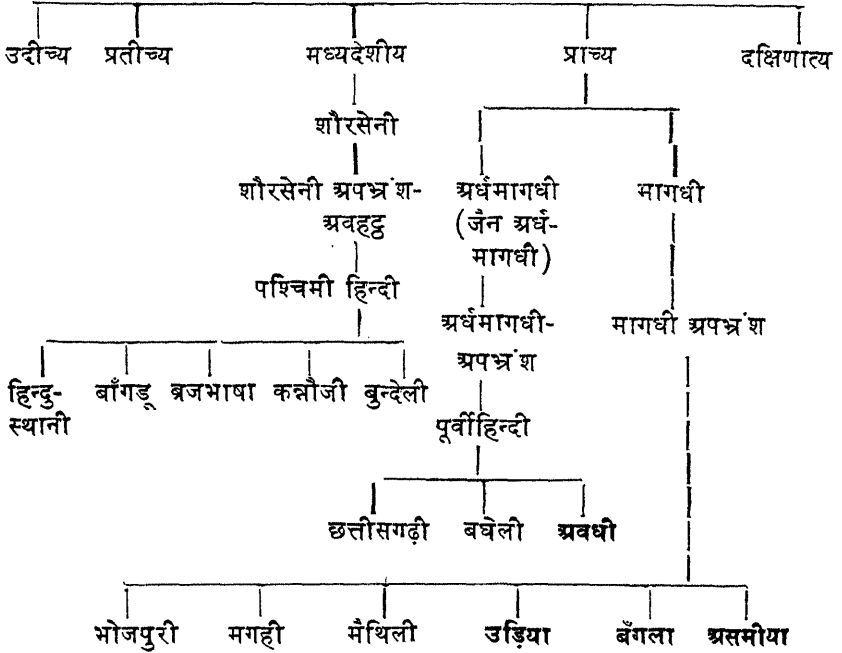 उदीच्य प्रतीच्य मध्यदेशीय प्राच्य दक्षिणात्य
शौरसेनी
शौरसेनी अपभ्रंश- अर्धमागधी मागधी
अवहट्ठ (जैन अर्ध-
मागधी)
पश्चिमी हिन्दी
अर्धमागधी- मागधी अपभ्रंश
अपभ्रंश
हिन्दु- बाँगड़ू ब्रजभाषा कन्नौजी बुन्देली
स्थानी
पूर्वीहिन्दी
छत्तीसगढ़ी बघेली अवधी
भोजपुरी मगही मैथिली उड़िया बँगला असमीया